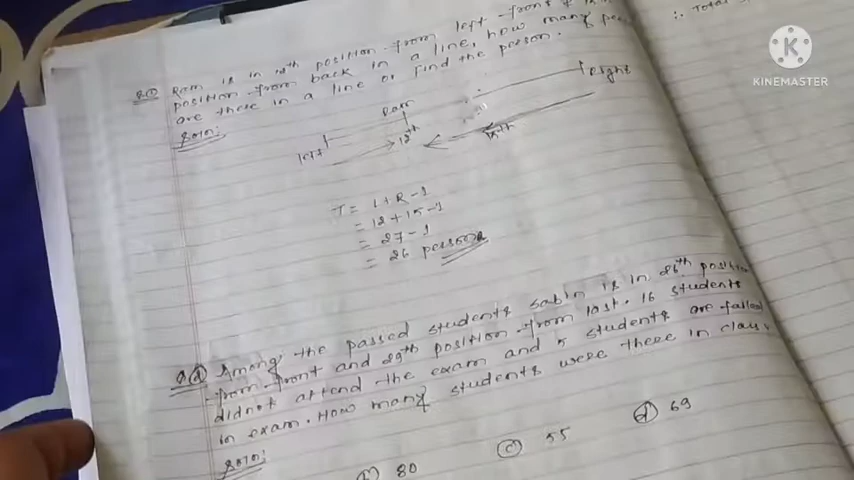 Q.① Ram is in 12th position from left-front & 15th
position from back in a line, how many
are there in a line or find the person.
Soln:
Ram
right
left
12th
15th
T = L+R-1
= 12+15-1
= 27-1
= 26 persons
Q.② Among the passed students sabin is in 26th position
from front and 29th position from last. 16 students
didnot attend the exam and 5 students are failed
in exam. How many students were there in class.
Soln:
ⓑ 80
ⓒ 55
ⓓ 69
∴ Total
KINEMASTER